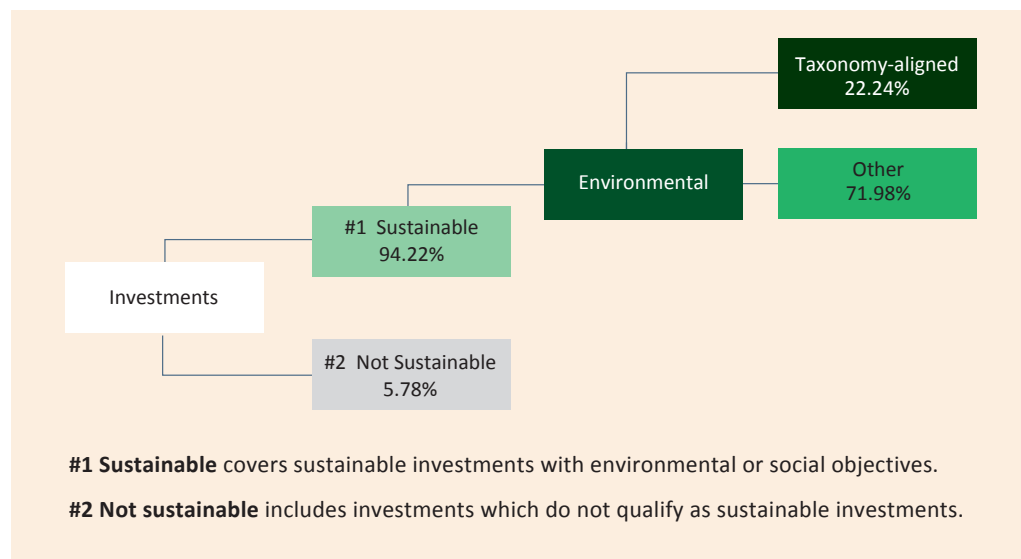 Taxonomy-aligned
22.24%
Environmental
Other
71.98%
#1 Sustainable
94.22%
Investments
#2 Not Sustainable
5.78%
#1 Sustainable covers sustainable investments with environmental or social objectives.
#2 Not sustainable includes investments which do not qualify as sustainable investments.